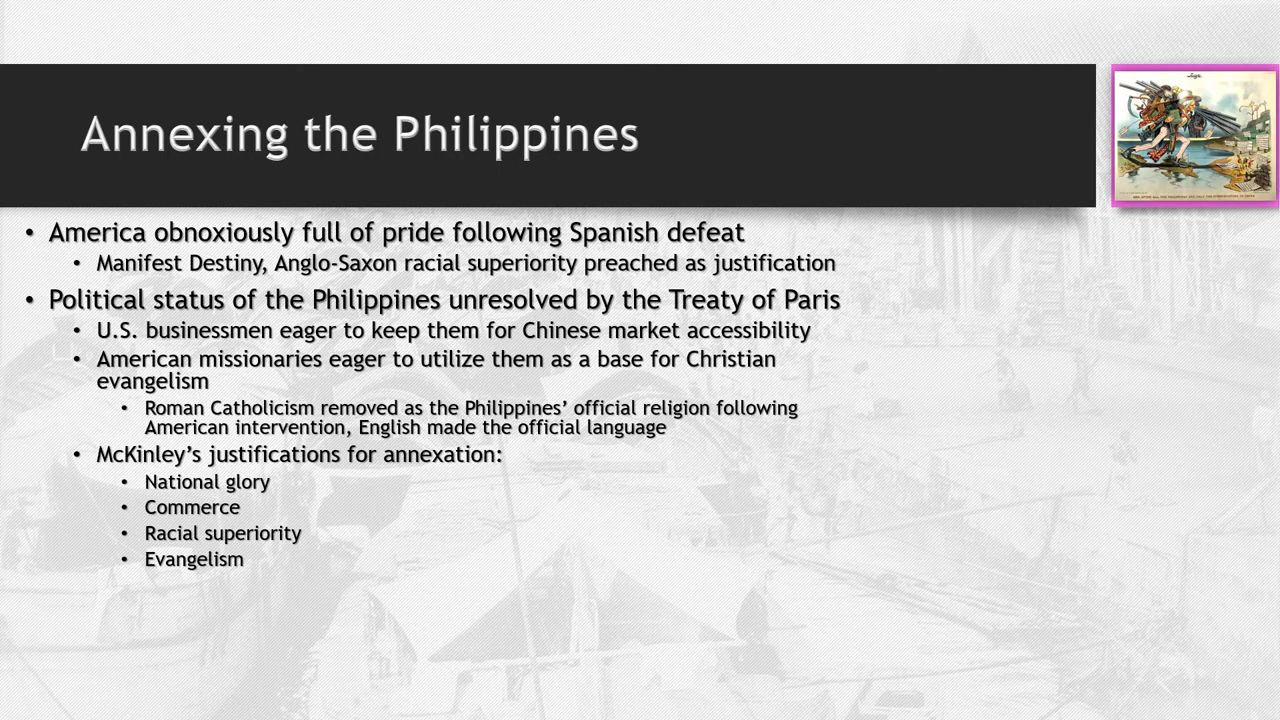 Annexing the Philippines
Judge
• America obnoxiously full of pride following Spanish defeat
• Manifest Destiny, Anglo-Saxon racial superiority preached as justification
• Political status of the Philippines unresolved by the Treaty of Paris
• U.S. businessmen eager to keep them for Chinese market accessibility
• American missionaries eager to utilize them as a base for Christian
evangelism
• Roman Catholicism removed as the Philippines’ official religion following
American intervention, English made the official language
• McKinley’s justifications for annexation:
• National glory
• Commerce
• Racial superiority
• Evangelism